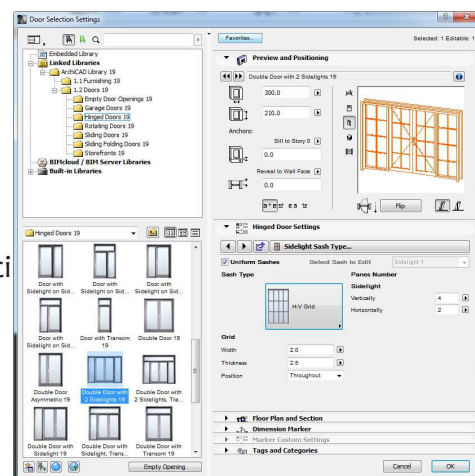 Door Selection Settings
Embedded Library
Linked Libraries
ArchiCAD Library 19
1.1 Furnishing 19
1.2 Doors 19
Empty Door Openings 19
Garage Doors 19
Hinged Doors 19
Rotating Doors 19
Sliding Doors 19
Sliding Folding Doors 19
Storefronts 19
BIMcloud / BIM Server Libraries
Built-in Libraries
Hinged Doors 19
ci
Door with
Sidelight on Sid...
Door with
Sidelight on Sid...
Door with
Sidelight on Sid...
Door with
Sidelight on Sid...
Door with Transom
19
Double Door 19
Double Door
Asymmetric 19
Double Door with
2 Sidelights 19
Double Door with
2 Sidelights, Tra...
Double Door with
Sidelight 19
Double Door with
Sidelight, Trans...
Double Door with
Transom 19
Empty Opening
Favorites...
Selected: 1 Editable: 1
Preview and Positioning
Double Door with 2 Sidelights 19
300.0
210.0
Anchors:
Sill to Story 0
0.0
Reveal to Wall Face
0.0
Flip
Hinged Door Settings
Sidelight Sash Type...
Uniform Sashes
Select Sash to Edit
Sidelight 1
Sash Type
H-V Grid
Panes Number
Sidelight
Vertically
4
Horizontally
2
Grid
Width
2.0
Thickness
2.5
Position
Throughout
Floor Plan and Section
Dimension Marker
Marker Custom Settings
Tags and Categories
Cancel
OK